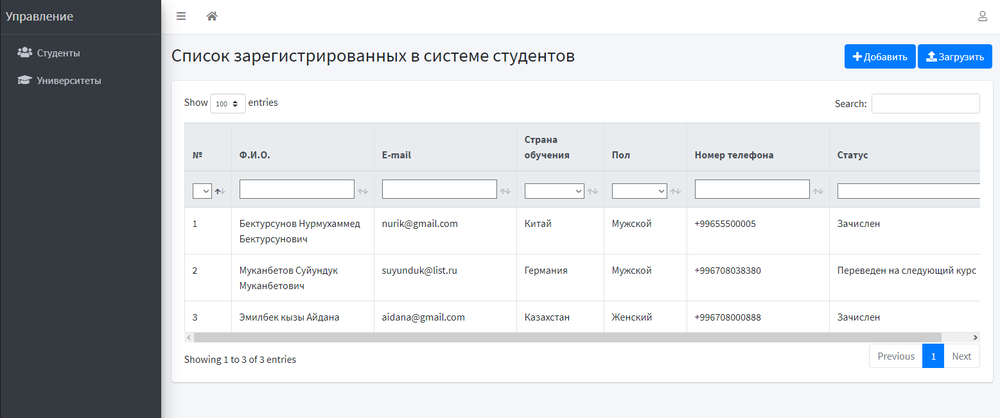 Управление
Студенты
Университеты
Список зарегистрированных в системе студентов
Добавить
Загрузить
Show 100 entries
Search:
№
Ф.И.О.
E-mail
Страна
обучения
Пол
Номер телефона
Статус
1
Бектурсунов Нурмухаммед
Бектурсунович
nurik@gmail.com
Китай
Мужской
+99655500005
Зачислен
2
Муканбетов Суйундук
Муканбетович
suyunduk@list.ru
Германия
Мужской
+996708038380
Переведен на следующий курс
3
Эмилбек кызы Айдана
aidana@gmail.com
Казахстан
Женский
+996708000888
Зачислен
Showing 1 to 3 of 3 entries
Previous
1
Next